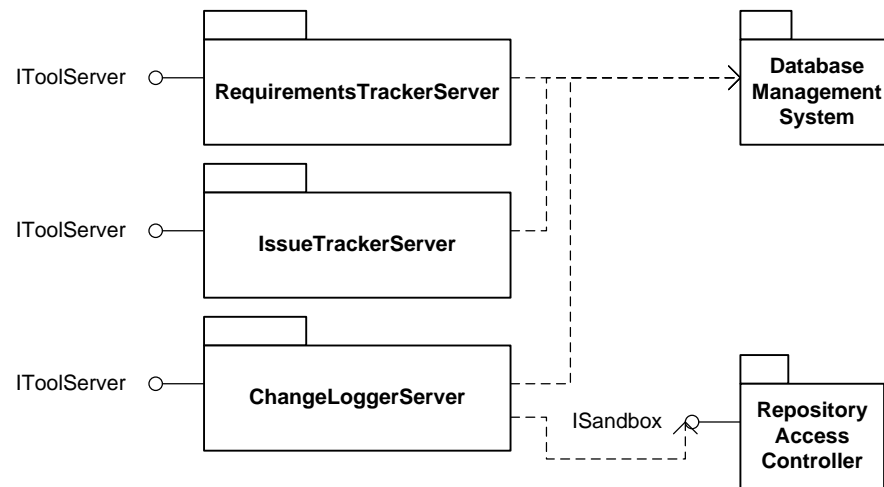 IToolServer
RequirementsTrackerServer
Database
Management
System
IToolServer
IssueTrackerServer
IToolServer
ChangeLoggerServer
ISandbox
Repository
Access
Controller